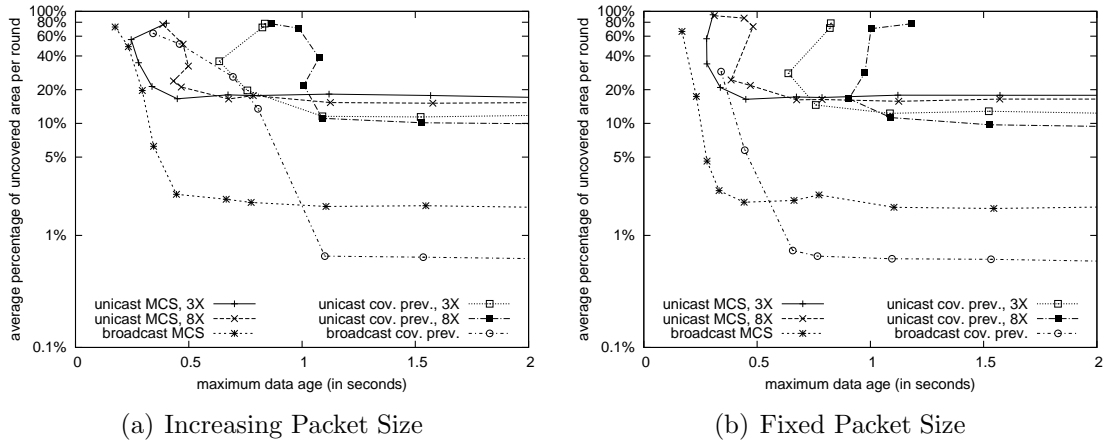 average percentage of uncovered area per round
100%
80%
60%
40%
20%
10%
5%
1%
0.1%
unicast MCS, 3X
unicast MCS, 8X
broadcast MCS
unicast cov. prev., 3X
unicast cov. prev., 8X
broadcast cov. prev.
0 0.5 1 1.5 2
maximum data age (in seconds)
(a) Increasing Packet Size
average percentage of uncovered area per round
100%
80%
60%
40%
20%
10%
5%
1%
0.1%
unicast MCS, 3X
unicast MCS, 8X
broadcast MCS
unicast cov. prev., 3X
unicast cov. prev., 8X
broadcast cov. prev.
0 0.5 1 1.5 2
maximum data age (in seconds)
(b) Fixed Packet Size